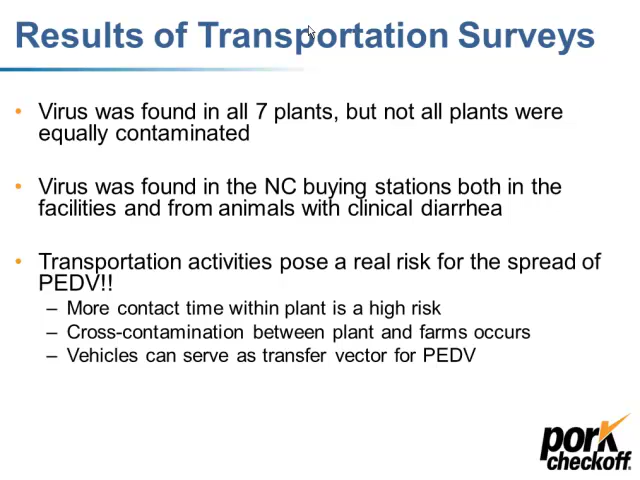 Results of Transportation Surveys
• Virus was found in all 7 plants, but not all plants were
equally contaminated
• Virus was found in the NC buying stations both in the
facilities and from animals with clinical diarrhea
• Transportation activities pose a real risk for the spread of
PEDV!!
– More contact time within plant is a high risk
– Cross-contamination between plant and farms occurs
– Vehicles can serve as transfer vector for PEDV
pork
checkoff.